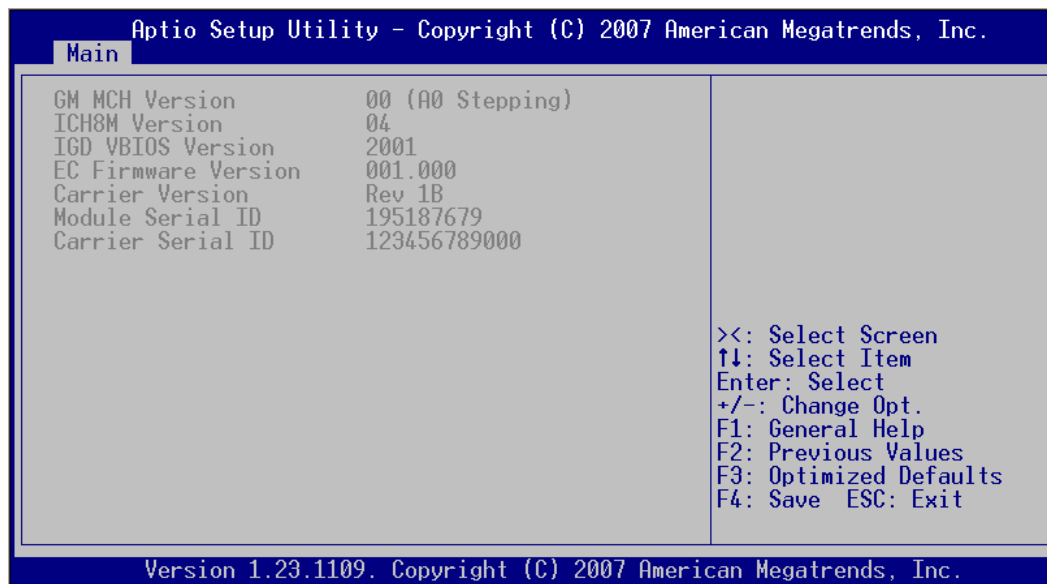 Aptio Setup Utility - Copyright (C) 2007 American Megatrends, Inc.
Main
GM MCH Version 00 (A0 Stepping)
ICH8M Version 04
IGD VBIOS Version 2001
EC Firmware Version 001.000
Carrier Version Rev 1B
Module Serial ID 195187679
Carrier Serial ID 123456789000
><: Select Screen
↑↓: Select Item
Enter: Select
+/-: Change Opt.
F1: General Help
F2: Previous Values
F3: Optimized Defaults
F4: Save ESC: Exit
Version 1.23.1109. Copyright (C) 2007 American Megatrends, Inc.